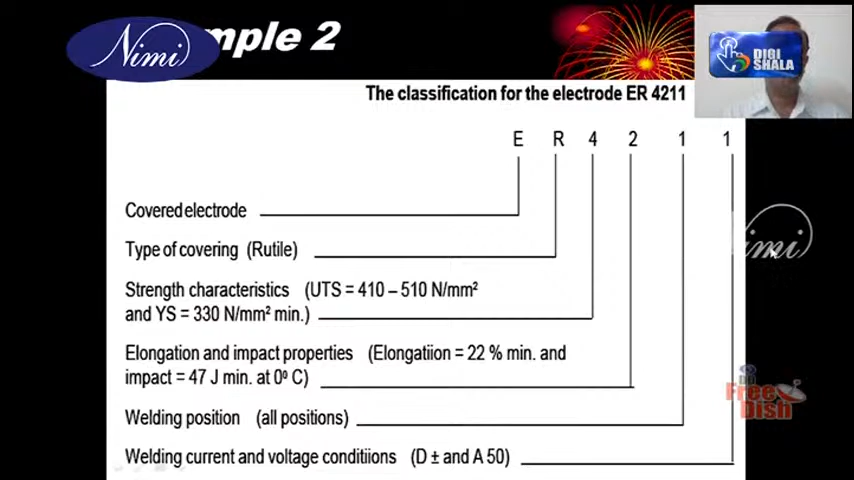 Nimi
mple 2
DIGI
SHALA
The classification for the electrode ER 4211
E R 4 2 1 1
Covered electrode
Type of covering (Rutile)
Strength characteristics (UTS = 410 – 510 N/mm²
and YS = 330 N/mm² min.)
Elongation and impact properties (Elongatiion = 22 % min. and
impact = 47 J min. at 0⁰ C)
Welding position (all positions)
Welding current and voltage conditiions (D ± and A 50)
Nimi
DD
Free
Dish